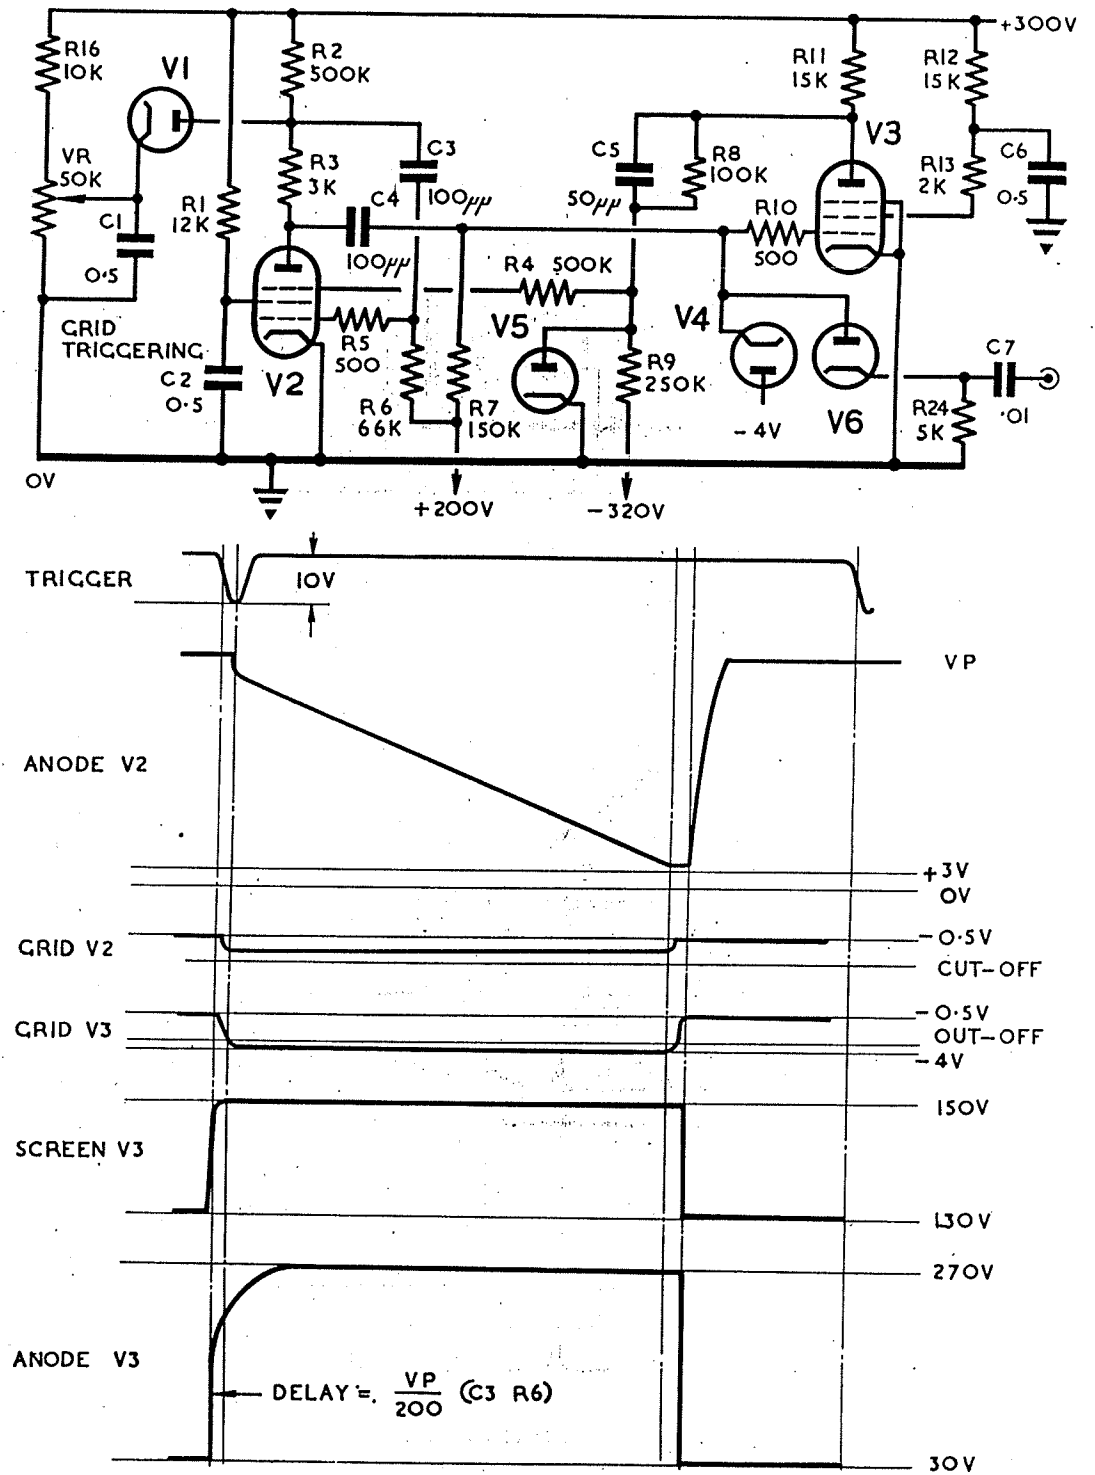 +300V
R16
10K
V1
R2
500K
R11
15K
R12
15K
V3
VR
50K
R3
3K
C3
100μμ
C5
50μμ
R8
100K
R13
2K
C6
0.5
R1
12K
C1
0.5
C4
100μμ
R10
500
R4 500K
GRID
TRIGGERING
V5
V4
C7
.01
R5
500
C2
0.5
V2
R9
250K
R6
66K
R7
150K
-4V
V6
R24
5K
0V
+200V
-320V
TRIGGER
10V
VP
ANODE V2
+3V
0V
GRID V2
-0.5V
CUT-OFF
GRID V3
-0.5V
OUT-OFF
-4V
150V
SCREEN V3
130V
270V
ANODE V3
DELAY = VP/200 (C3 R6)
30V